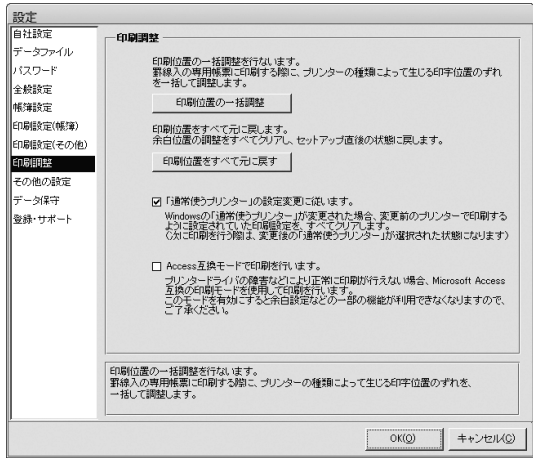 設定
自社設定
データファイル
パスワード
全般設定
帳簿設定
印刷設定(帳簿)
印刷設定(その他)
印刷調整
その他の設定
データ保守
登録・サポート
印刷調整
印刷位置の一括調整を行ないます。
罫線入の専用帳票に印刷する際に、プリンターの種類によって生じる印字位置のずれ
を一括して調整します。
印刷位置の一括調整
印刷位置をすべて元に戻します。
余白位置の調整をすべてクリアし、セットアップ直後の状態に戻します。
印刷位置をすべて元に戻す
「通常使うプリンター」の設定変更に従います。
Windowsの「通常使うプリンター」が変更された場合、変更前のプリンターで印刷する
ように設定されていた印刷設定を、すべてクリアします。
(次に印刷を行う際は、変更後の「通常使うプリンター」が選択された状態になります)
Access互換モードで印刷を行います。
プリンタードライバの障害などにより正常に印刷が行えない場合、Microsoft Access
互換の印刷モードを使用して印刷を行います。
このモードを有効にすると余白設定などの一部の機能が利用できなくなりますので、
ご了承ください。
印刷位置の一括調整を行ないます。
罫線入の専用帳票に印刷する際に、プリンターの種類によって生じる印字位置のずれを、
一括して調整します。
OK(O)
キャンセル(C)